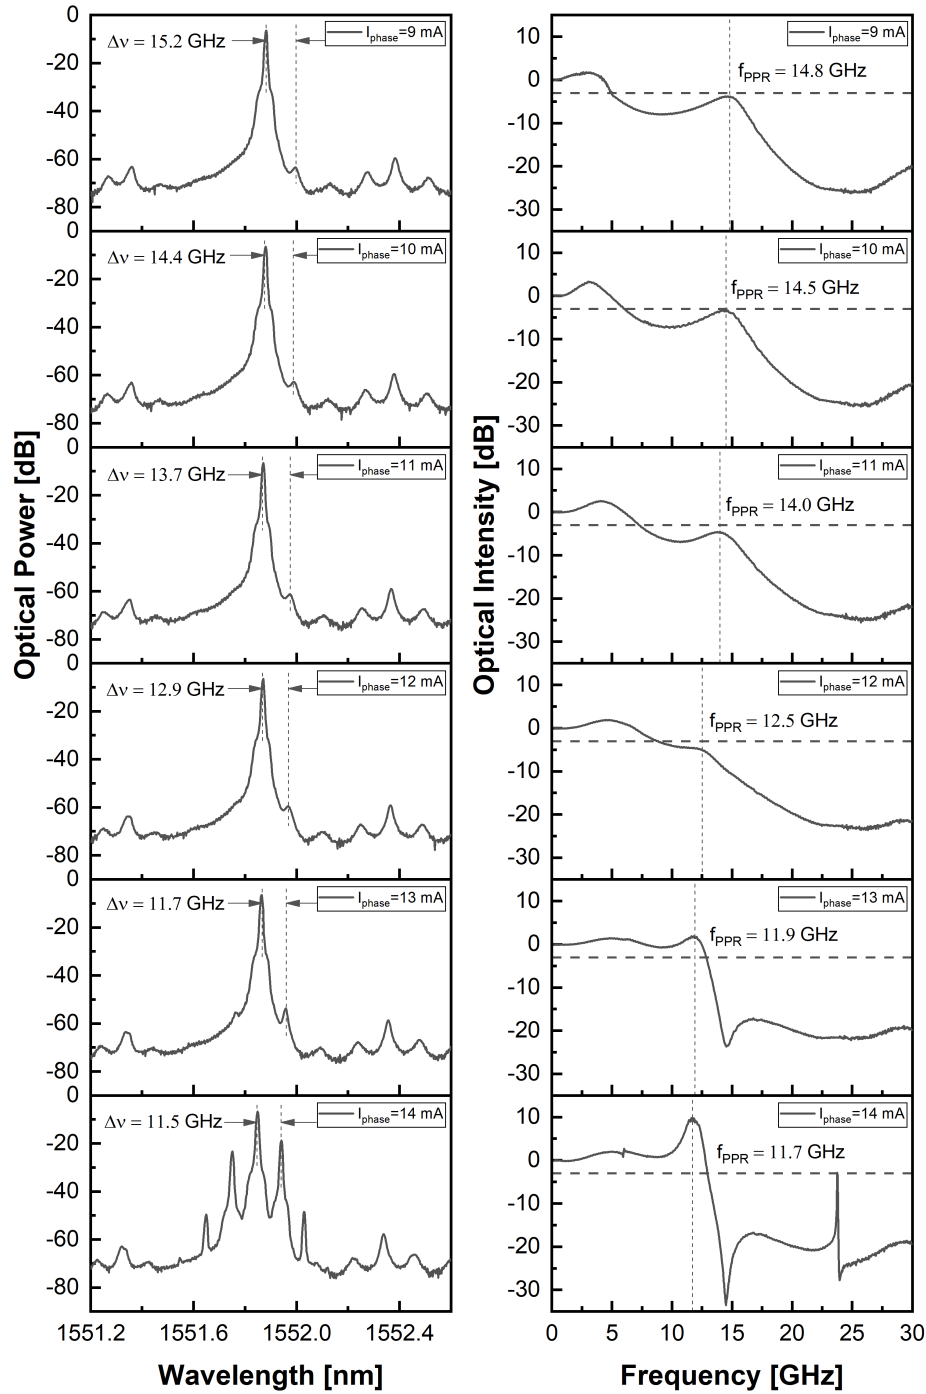 Optical Power [dB]
0
-20
-40
-60
-80
Δν = 15.2 GHz
I_phase=9 mA
0
-20
-40
-60
-80
Δν = 14.4 GHz
I_phase=10 mA
0
-20
-40
-60
-80
Δν = 13.7 GHz
I_phase=11 mA
0
-20
-40
-60
-80
Δν = 12.9 GHz
I_phase=12 mA
0
-20
-40
-60
-80
Δν = 11.7 GHz
I_phase=13 mA
0
-20
-40
-60
-80
Δν = 11.5 GHz
I_phase=14 mA
1551.2 1551.6 1552.0 1552.4
Wavelength [nm]
Optical Intensity [dB]
10
0
-10
-20
-30
I_phase=9 mA
f_PPR = 14.8 GHz
10
0
-10
-20
-30
I_phase=10 mA
f_PPR = 14.5 GHz
10
0
-10
-20
-30
I_phase=11 mA
f_PPR = 14.0 GHz
10
0
-10
-20
-30
I_phase=12 mA
f_PPR = 12.5 GHz
10
0
-10
-20
-30
I_phase=13 mA
f_PPR = 11.9 GHz
10
0
-10
-20
-30
I_phase=14 mA
f_PPR = 11.7 GHz
0 5 10 15 20 25 30
Frequency [GHz]